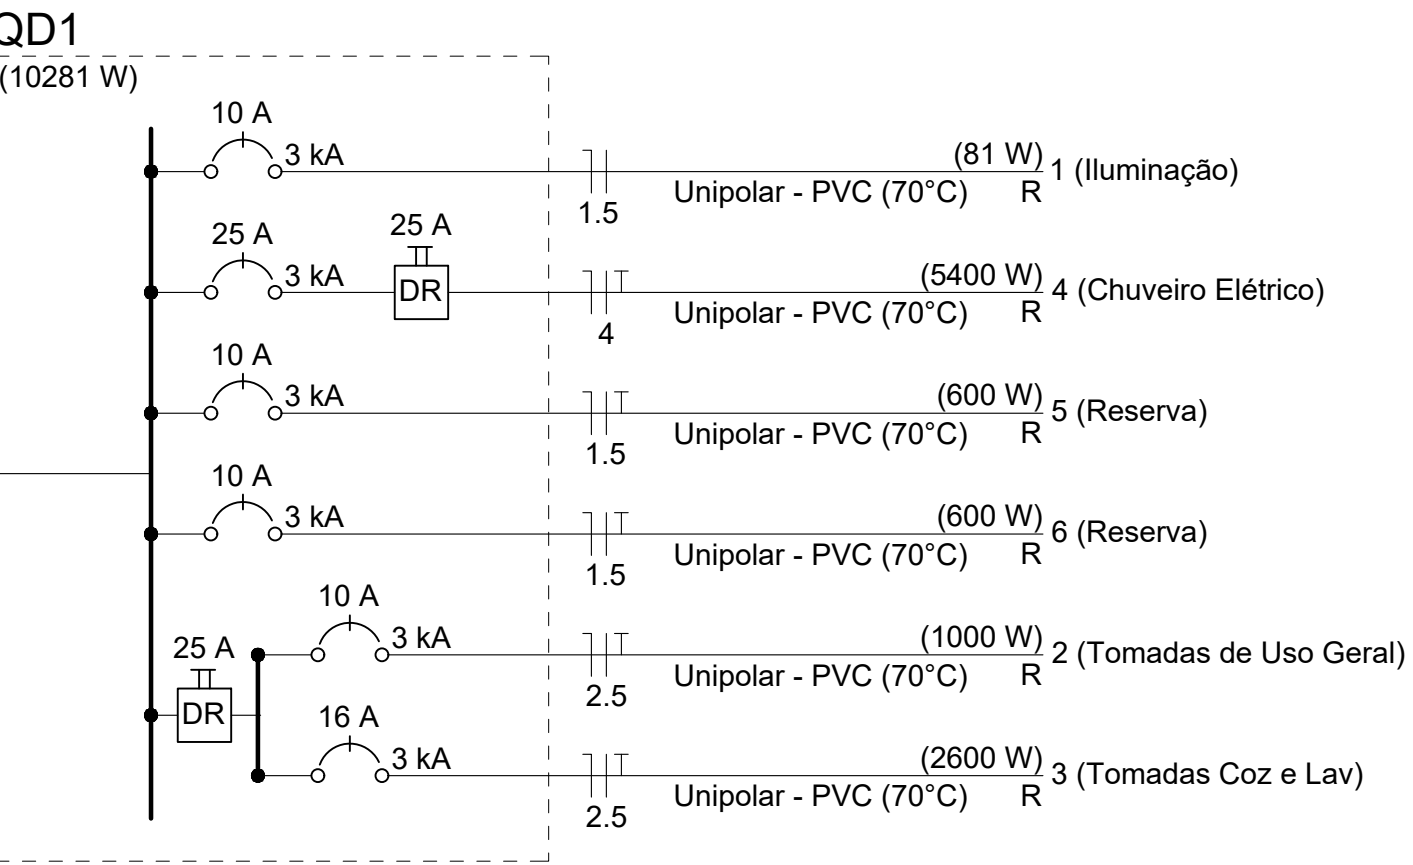 QD1
(10281 W)
10 A
3 kA
1.5
(81 W)
Unipolar - PVC (70°C)
R
1 (Iluminação)
25 A
3 kA
25 A
DR
4
(5400 W)
Unipolar - PVC (70°C)
R
4 (Chuveiro Elétrico)
10 A
3 kA
1.5
(600 W)
Unipolar - PVC (70°C)
R
5 (Reserva)
10 A
3 kA
1.5
(600 W)
Unipolar - PVC (70°C)
R
6 (Reserva)
25 A
DR
10 A
3 kA
2.5
(1000 W)
Unipolar - PVC (70°C)
R
2 (Tomadas de Uso Geral)
16 A
3 kA
2.5
(2600 W)
Unipolar - PVC (70°C)
R
3 (Tomadas Coz e Lav)